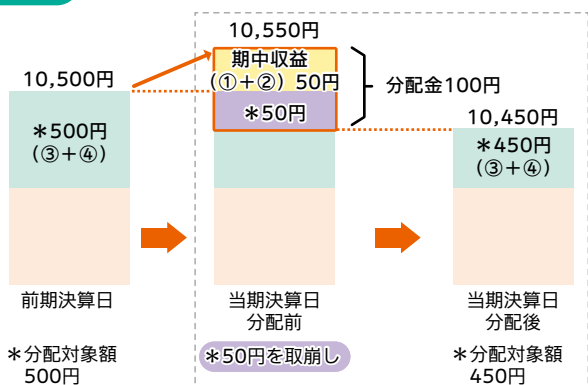 10,550円
10,500円
期中収益
(①＋②) 50円
分配金100円
＊50円
10,450円
＊500円
(③＋④)
＊450円
(③＋④)
前期決算日
当期決算日
分配前
当期決算日
分配後
＊分配対象額
500円
＊50円を取崩し
＊分配対象額
450円